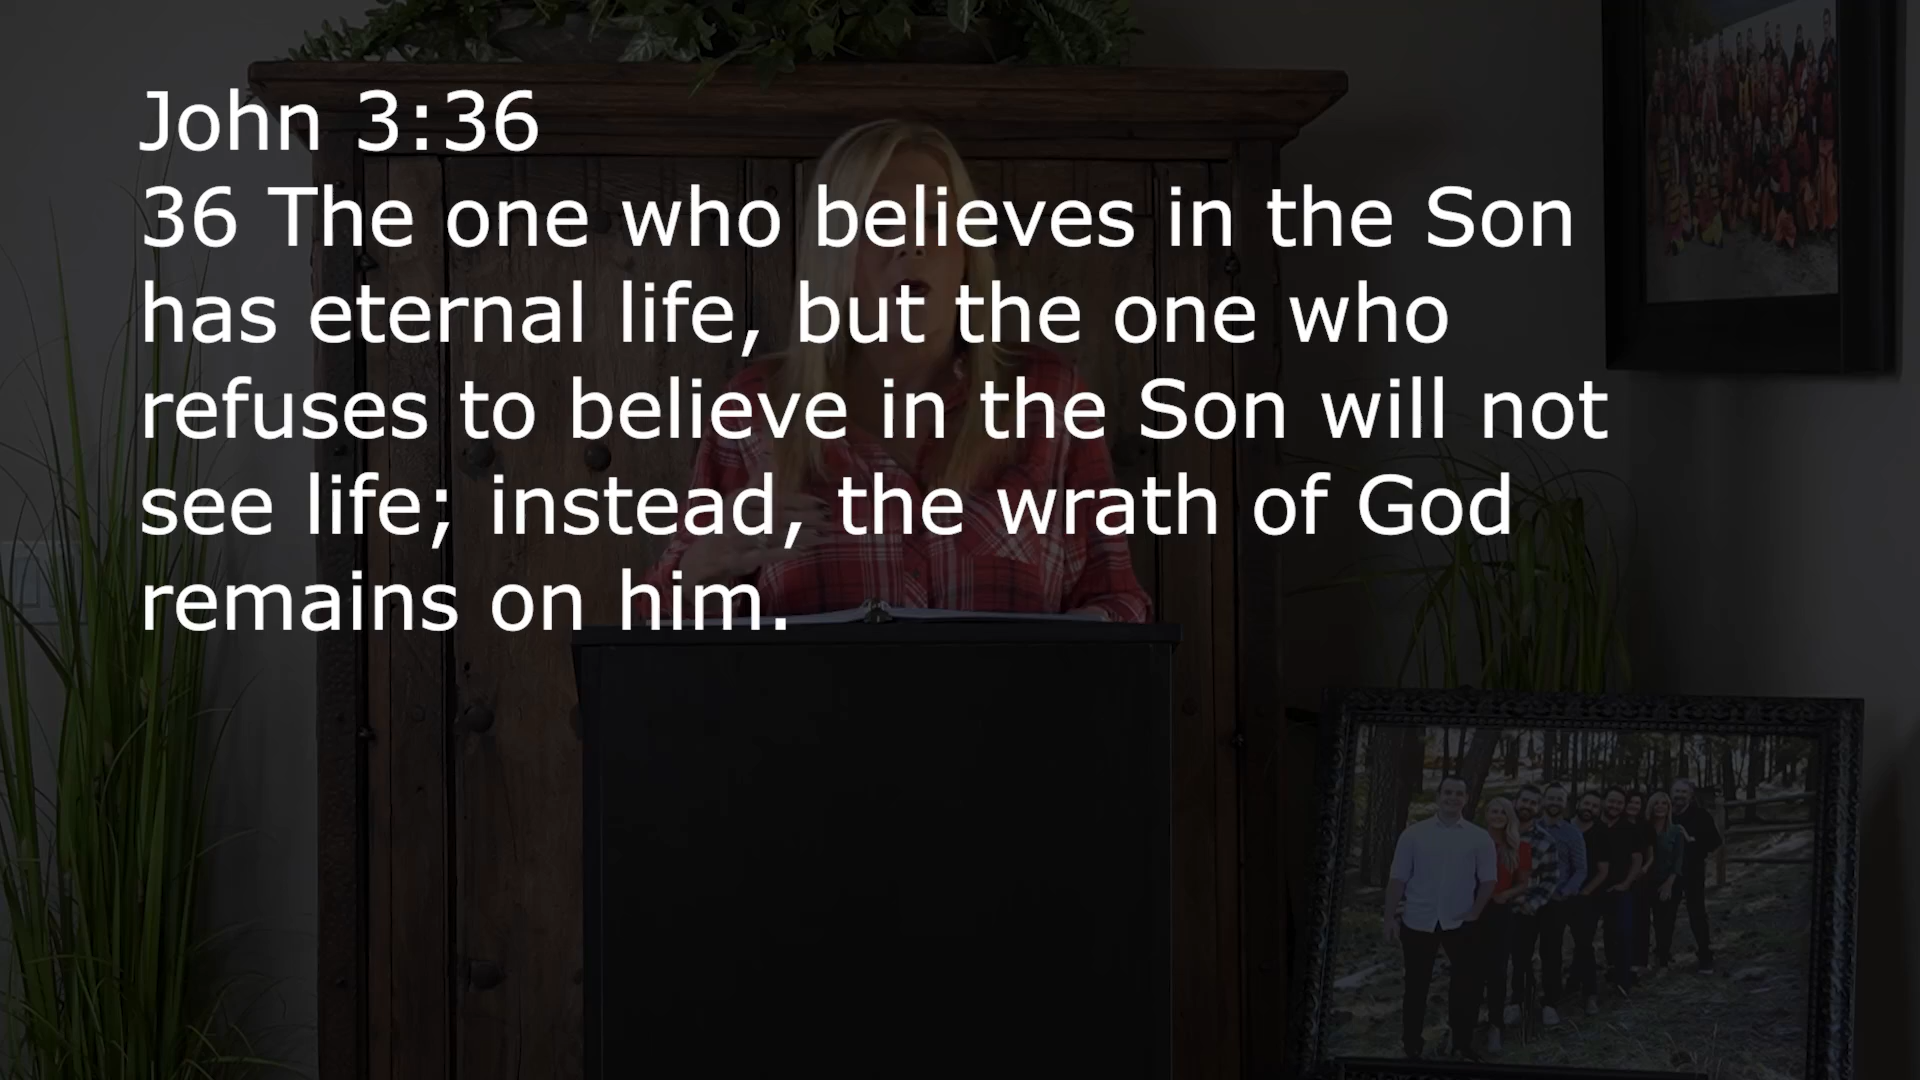 John 3:36
36 The one who believes in the Son
has eternal life, but the one who
refuses to believe in the Son will not
see life; instead, the wrath of God
remains on him.